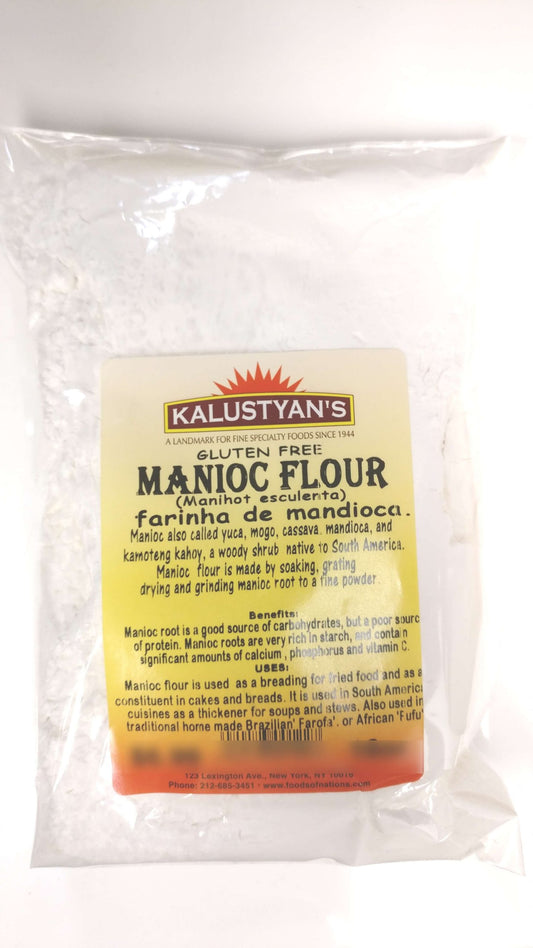 KALUSTYAN'S
A LANDMARK FOR FINE SPECIALTY FOODS SINCE 1944
GLUTEN FREE
MANIOC FLOUR
(Manihot esculenta)
farinha de mandioca.
Manioc also called yuca, mogo, cassava. mandioca, and
kamoteng kahoy, a woody shrub native to South America.
Manioc flour is made by soaking, grating
drying and grinding manioc root to a fine powder.
Benefits:
Manioc root is a good source of carbohydrates, but a poor sourc
of protein. Manioc roots are very rich in starch, and contain
significant amounts of calcium , phosphorus and vitamin C.
USES:
Manioc flour is used as a breading for fried food and as a
constituent in cakes and breads. It is used in South Americ
cuisines as a thickener for soups and stews. Also used in
traditional home made Brazilian' Farofa'. or African 'Fufu'
123 Lexington Ave., New York, NY 10016
Phone: 212-685-3451 · www.foodsofnations.com